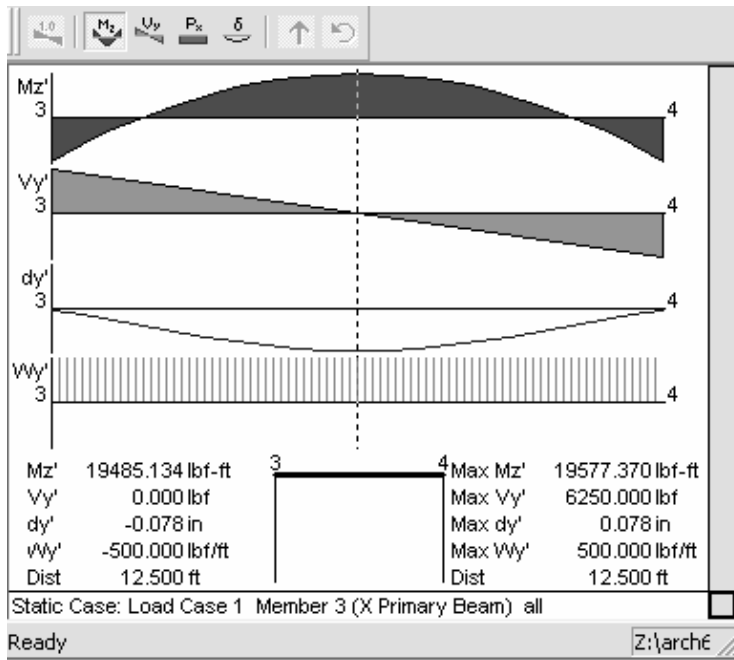 1.0 Mz Vy Px δ
Mz'
3 4
Vy'
3 4
dy'
3 4
Wy'
3 4
3 4
Mz' 19485.134 lbf-ft Max Mz' 19577.370 lbf-ft
Vy' 0.000 lbf Max Vy' 6250.000 lbf
dy' -0.078 in Max dy' 0.078 in
Wy' -500.000 lbf/ft Max Wy' 500.000 lbf/ft
Dist 12.500 ft Dist 12.500 ft
Static Case: Load Case 1 Member 3 (X Primary Beam) all
Ready Z:\arch6